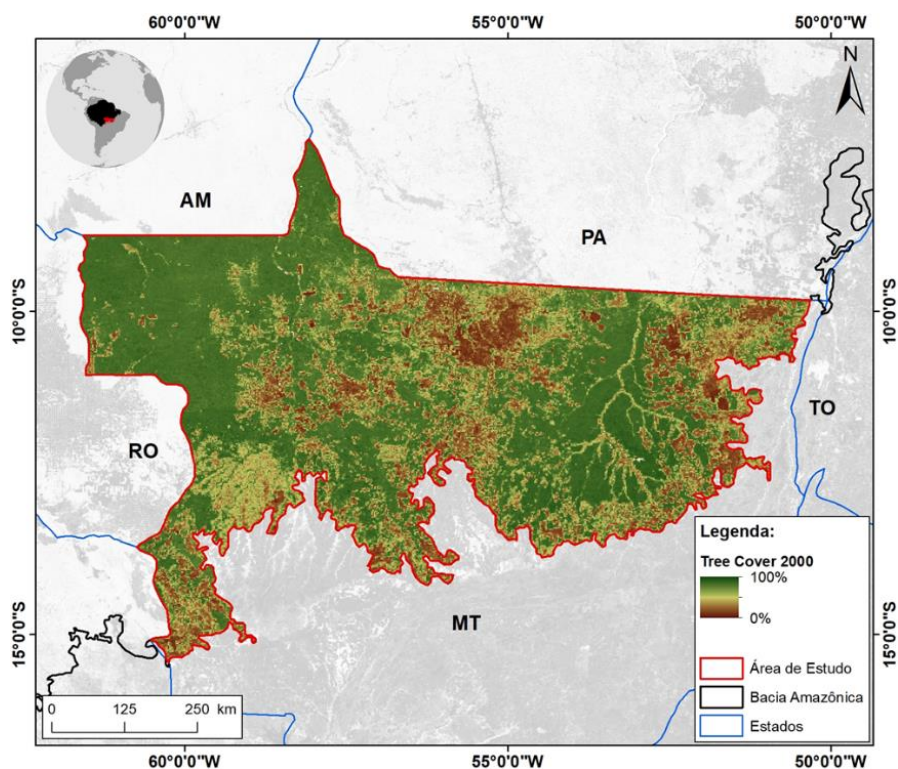 60°0'0"W 55°0'0"W 50°0'0"W
N
AM
PA
10°0'0"S 10°0'0"S
TO
RO
Legenda:
Tree Cover 2000
100%
0%
MT
15°0'0"S 15°0'0"S
Área de Estudo
Bacia Amazônica
Estados
0 125 250 km
60°0'0"W 55°0'0"W 50°0'0"W